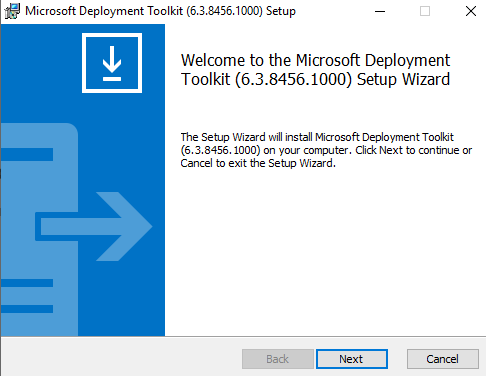 Microsoft Deployment Toolkit (6.3.8456.1000) Setup
Welcome to the Microsoft Deployment
Toolkit (6.3.8456.1000) Setup Wizard
The Setup Wizard will install Microsoft Deployment Toolkit
(6.3.8456.1000) on your computer. Click Next to continue or
Cancel to exit the Setup Wizard.
Back
Next
Cancel